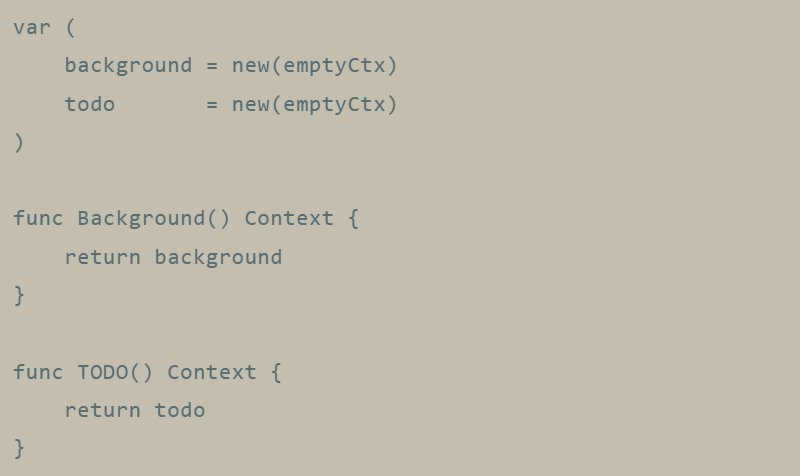 var (
    background = new(emptyCtx)
    todo       = new(emptyCtx)
)

func Background() Context {
    return background
}

func TODO() Context {
    return todo
}